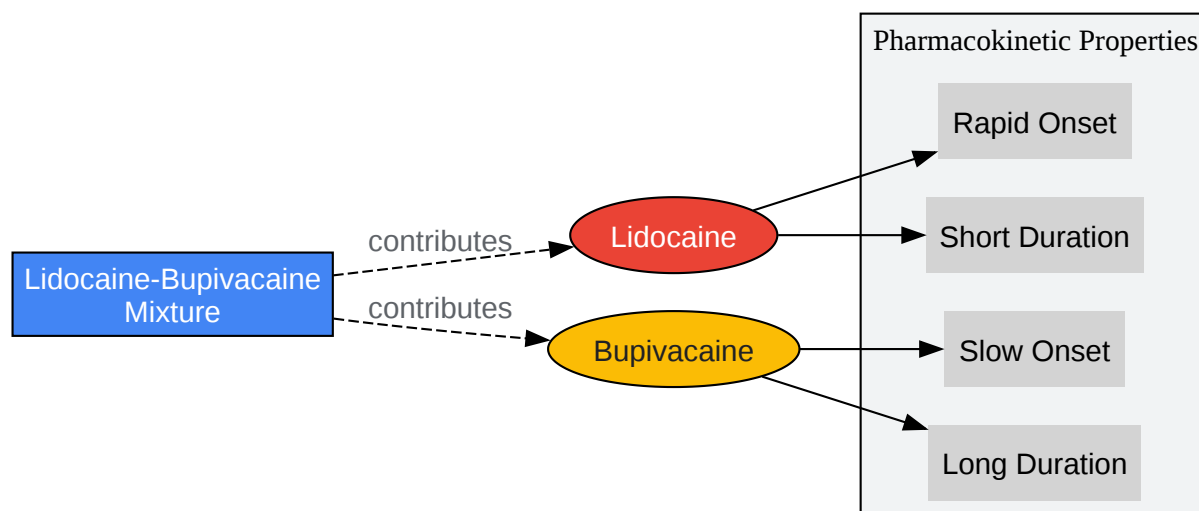 Pharmacokinetic Properties
Rapid Onset
contributes
Lidocaine
Short Duration
Lidocaine-Bupivacaine
Mixture
contributes
Bupivacaine
Slow Onset
Long Duration